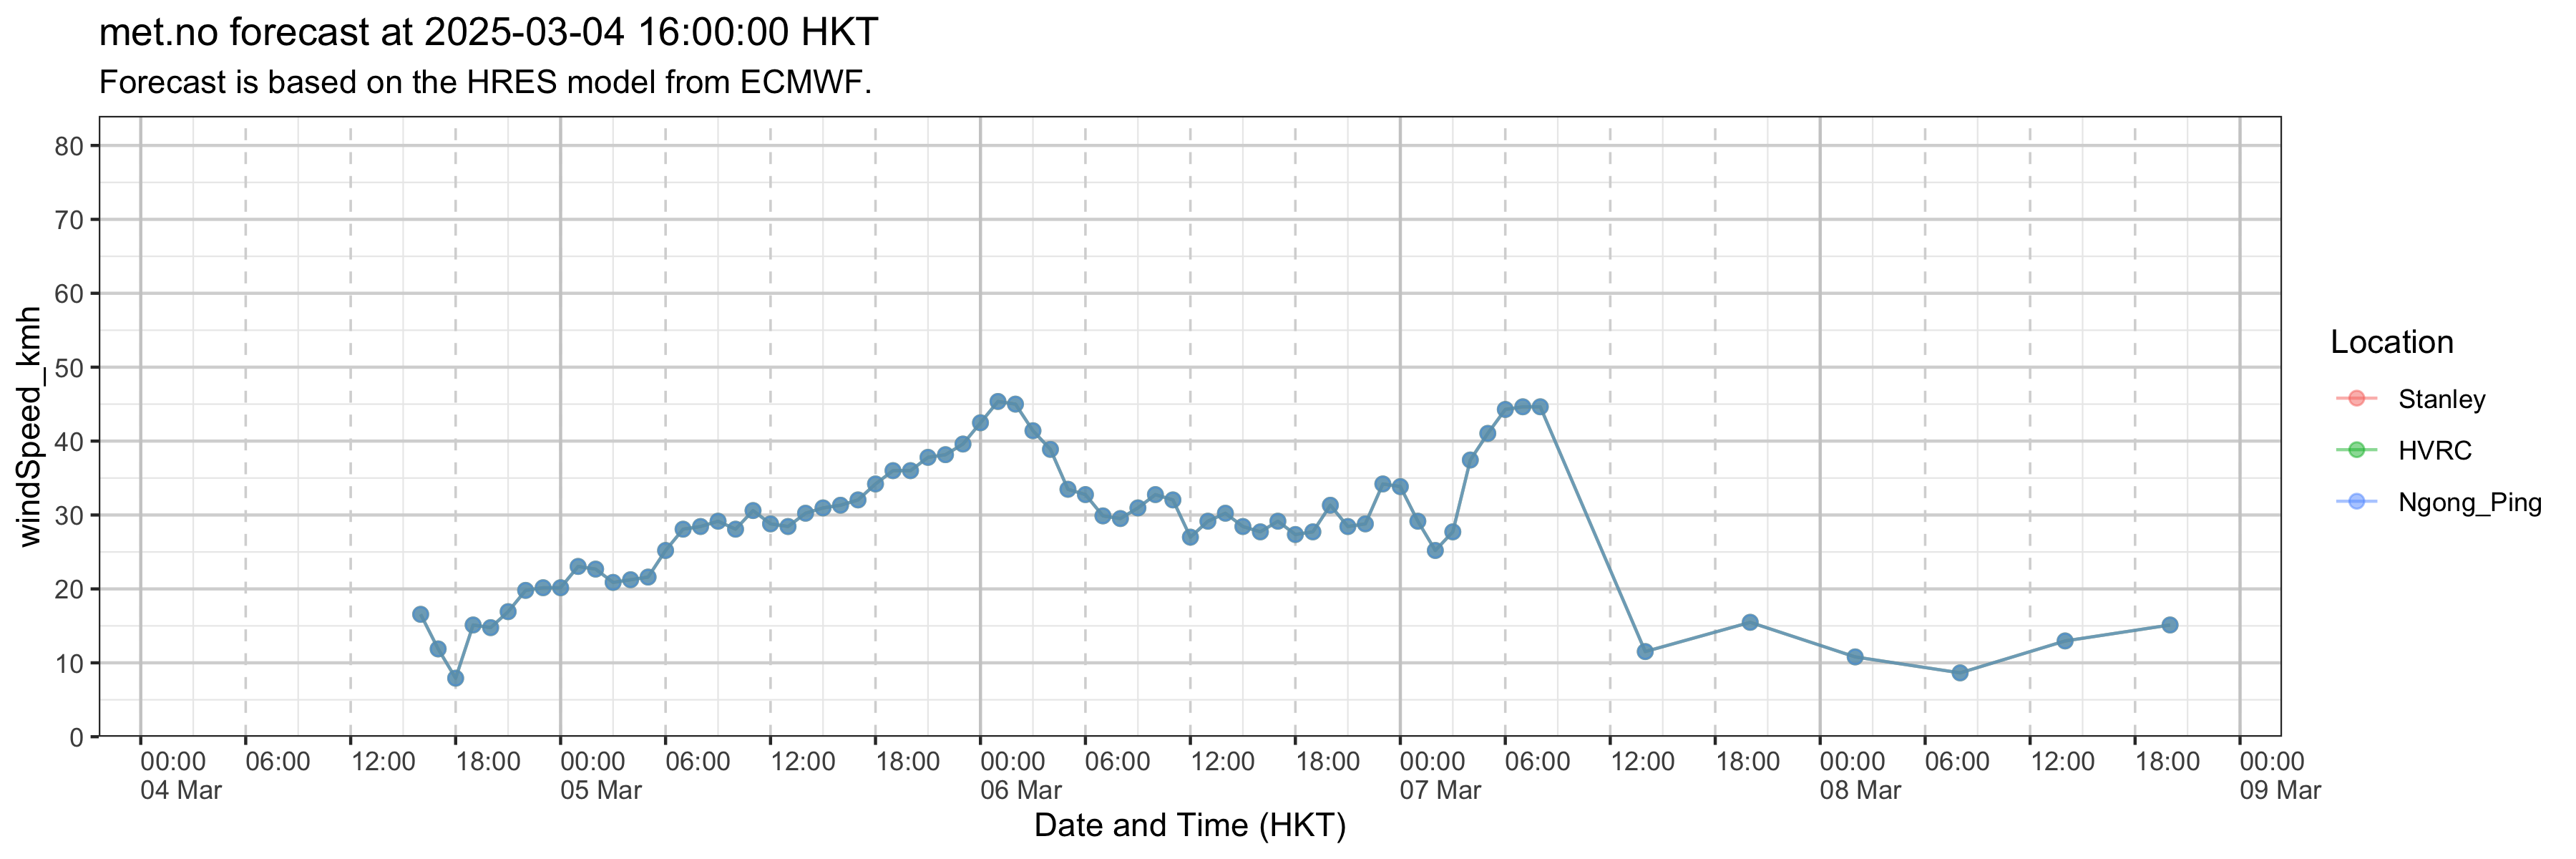 met.no forecast at 2025-03-04 16:00:00 HKT
Forecast is based on the HRES model from ECMWF.
windSpeed_kmh
80
70
60
50
40
30
20
10
0
00:00 06:00 12:00 18:00 00:00 06:00 12:00 18:00 00:00 06:00 12:00 18:00 00:00 06:00 12:00 18:00 00:00 06:00 12:00 18:00 00:00
04 Mar 05 Mar 06 Mar 07 Mar 08 Mar 09 Mar
Date and Time (HKT)
Location
Stanley
HVRC
Ngong_Ping